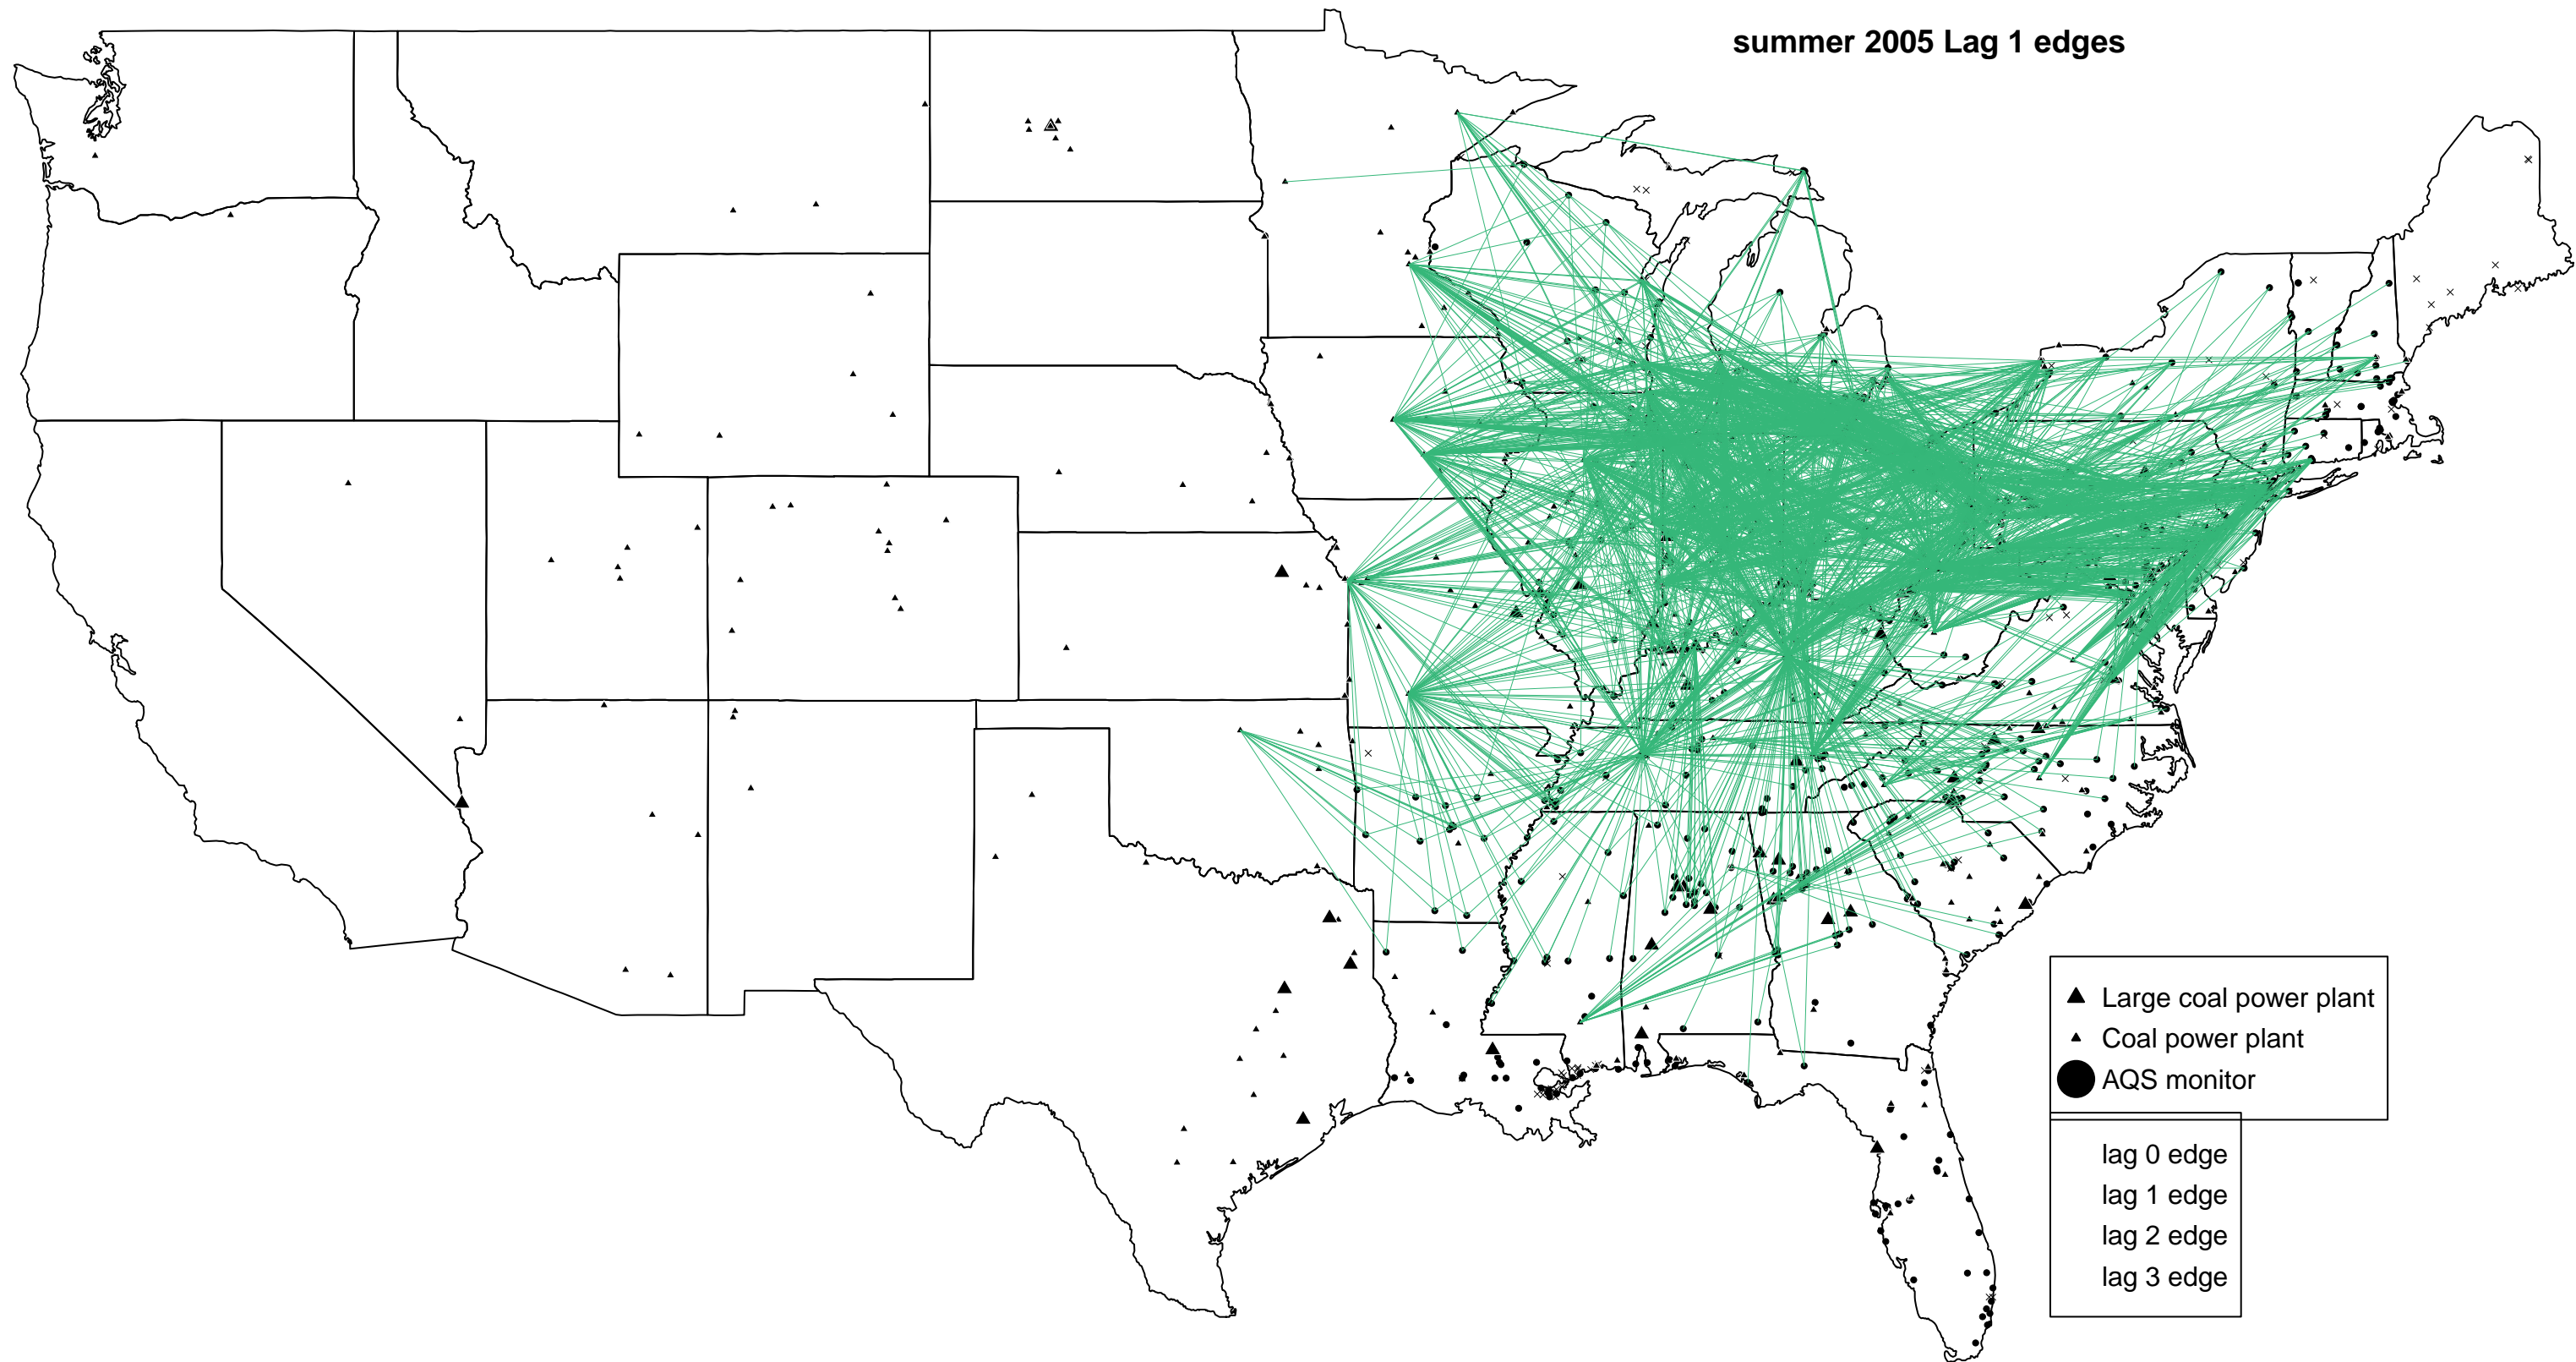 summer 2005 Lag 1 edges
Large coal power plant
Coal power plant
AQS monitor
lag 0 edge
lag 1 edge
lag 2 edge
lag 3 edge